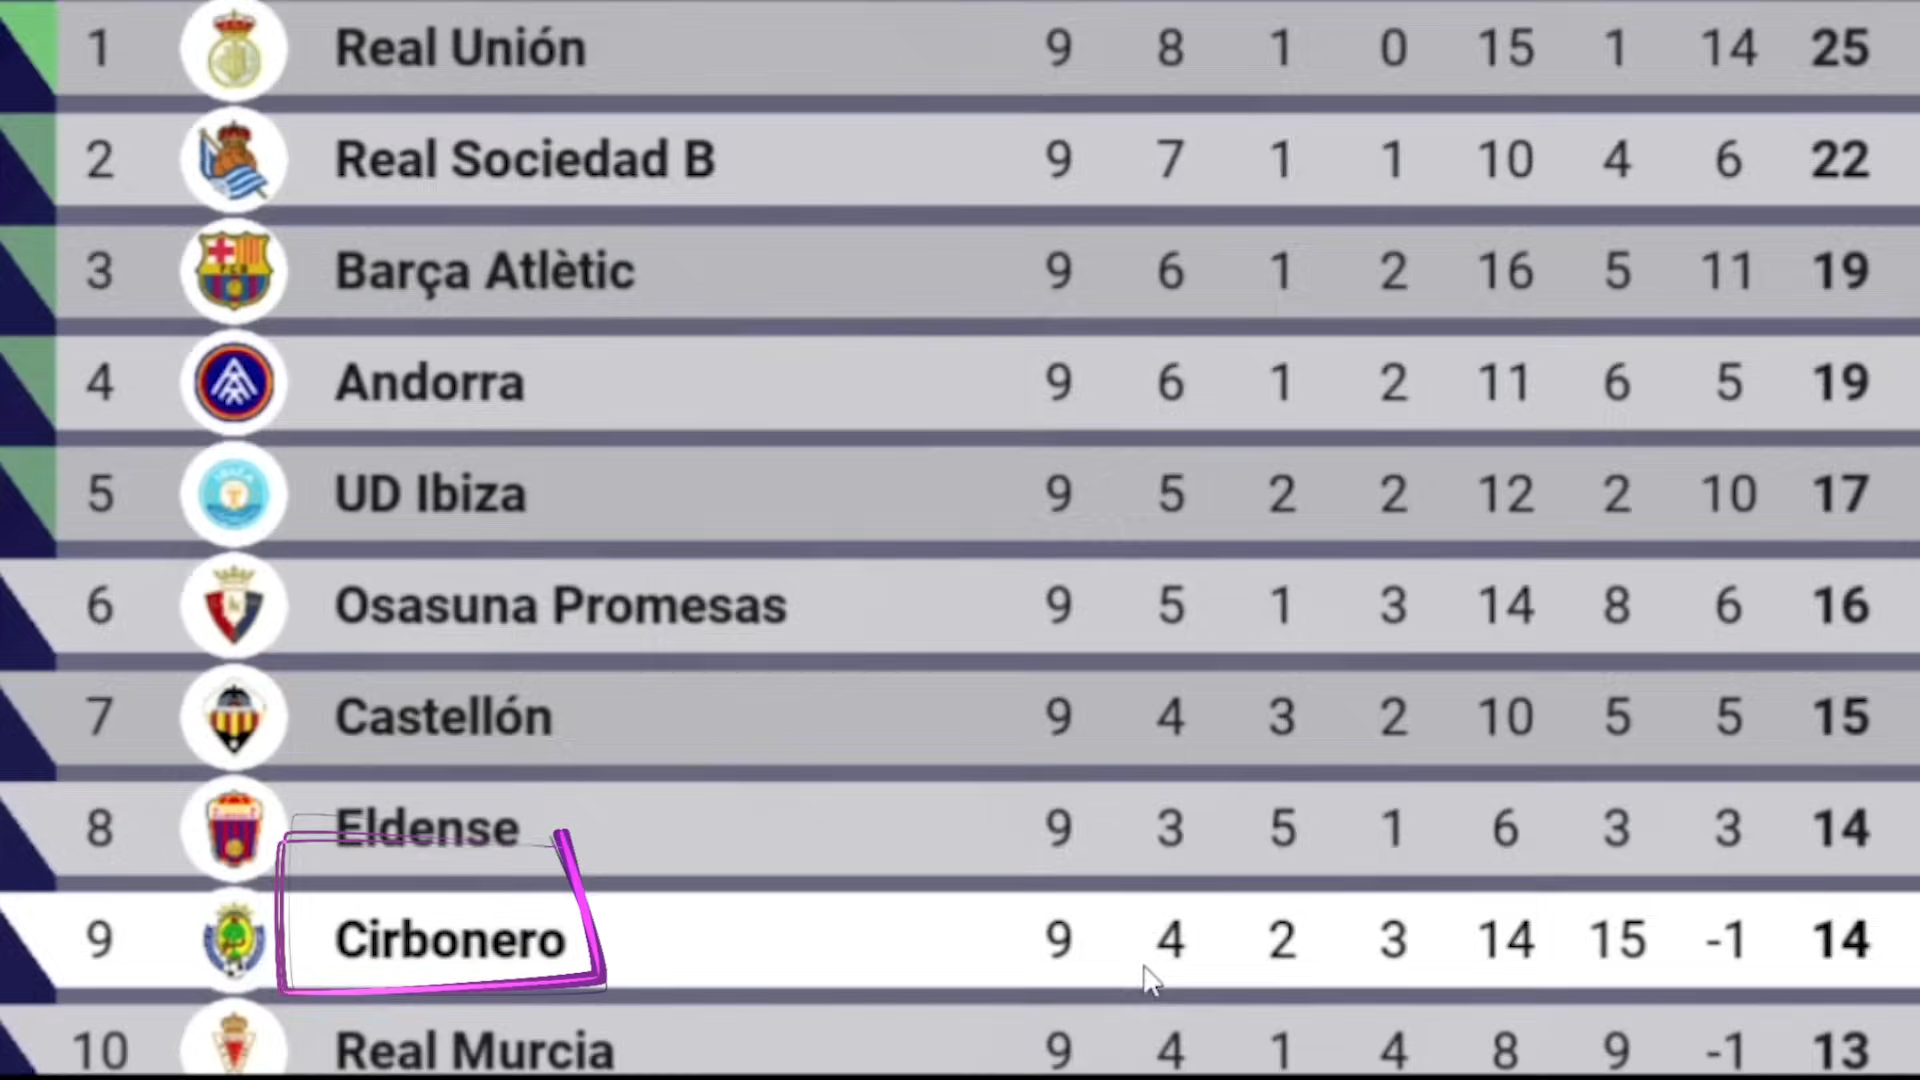 1 Real Unión 9 8 1 0 15 1 14 25
2 Real Sociedad B 9 7 1 1 10 4 6 22
3 Barça Atlètic 9 6 1 2 16 5 11 19
4 Andorra 9 6 1 2 11 6 5 19
5 UD Ibiza 9 5 2 2 12 2 10 17
6 Osasuna Promesas 9 5 1 3 14 8 6 16
7 Castellón 9 4 3 2 10 5 5 15
8 Eldense 9 3 5 1 6 3 3 14
9 Cirbonero 9 4 2 3 14 15 -1 14
10 Real Murcia 9 4 1 4 8 9 -1 13